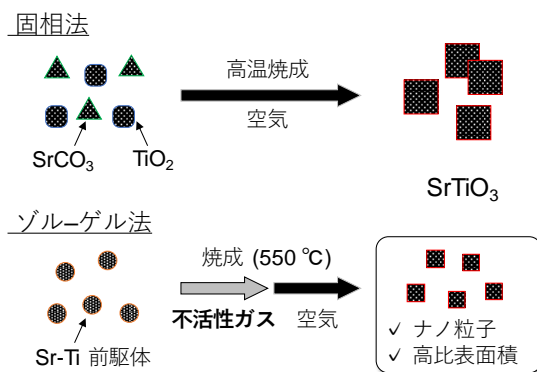 固相法
高温焼成
空気
SrCO₃
TiO₂
SrTiO₃
ゾル–ゲル法
焼成 (550 ℃)
不活性ガス
空気
Sr-Ti 前駆体
✓ ナノ粒子
✓ 高比表面積